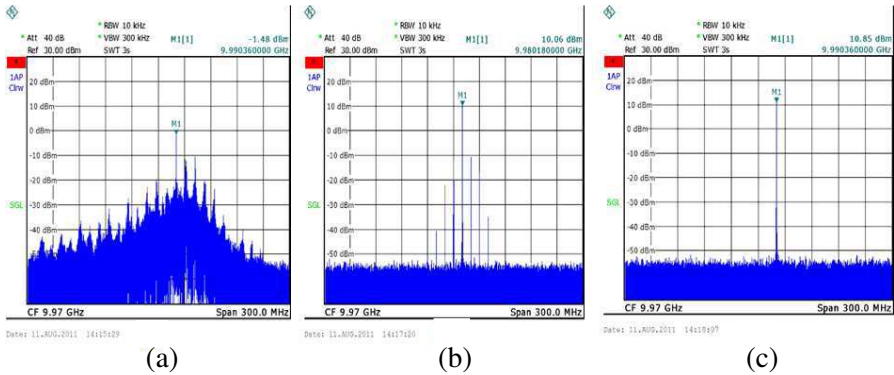 * RBW 10 kHz
* Att 40 dB * VBW 300 kHz M1[1] -1.48 dBm
Ref 30.00 dBm SWT 3s 9.990360000 GHz
1AP
Clrw
20 dBm
10 dBm
M1
0 dBm
-10 dBm
-20 dBm
-30 dBm
SGL
-40 dBm
-50 dBm
CF 9.97 GHz Span 300.0 MHz
Date: 11.AUG.2011 14:15:29
(a)
* RBW 10 kHz
* Att 40 dB * VBW 300 kHz M1[1] 10.06 dBm
Ref 30.00 dBm SWT 3s 9.980180000 GHz
1AP
Clrw
20 dBm
M1
10 dBm
0 dBm
-10 dBm
-20 dBm
-30 dBm
SGL
-40 dBm
-50 dBm
CF 9.97 GHz Span 300.0 MHz
Date: 11.AUG.2011 14:17:20
(b)
* RBW 10 kHz
* Att 40 dB * VBW 300 kHz M1[1] 10.85 dBm
Ref 30.00 dBm SWT 3s 9.990360000 GHz
1AP
Clrw
20 dBm
M1
10 dBm
0 dBm
-10 dBm
-20 dBm
-30 dBm
SGL
-40 dBm
-50 dBm
CF 9.97 GHz Span 300.0 MHz
Date: 11.AUG.2011 14:18:07
(c)